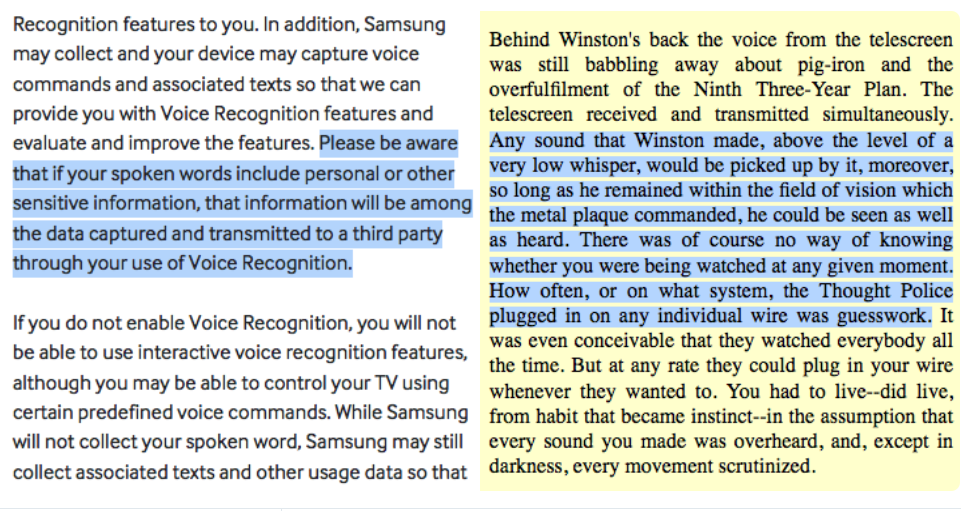 Recognition features to you. In addition, Samsung
may collect and your device may capture voice
commands and associated texts so that we can
provide you with Voice Recognition features and
evaluate and improve the features. Please be aware
that if your spoken words include personal or other
sensitive information, that information will be among
the data captured and transmitted to a third party
through your use of Voice Recognition.
If you do not enable Voice Recognition, you will not
be able to use interactive voice recognition features,
although you may be able to control your TV using
certain predefined voice commands. While Samsung
will not collect your spoken word, Samsung may still
collect associated texts and other usage data so that
Behind Winston's back the voice from the telescreen
was still babbling away about pig-iron and the
overfulfilment of the Ninth Three-Year Plan. The
telescreen received and transmitted simultaneously.
Any sound that Winston made, above the level of a
very low whisper, would be picked up by it, moreover,
so long as he remained within the field of vision which
the metal plaque commanded, he could be seen as well
as heard. There was of course no way of knowing
whether you were being watched at any given moment.
How often, or on what system, the Thought Police
plugged in on any individual wire was guesswork. It
was even conceivable that they watched everybody all
the time. But at any rate they could plug in your wire
whenever they wanted to. You had to live--did live,
from habit that became instinct--in the assumption that
every sound you made was overheard, and, except in
darkness, every movement scrutinized.